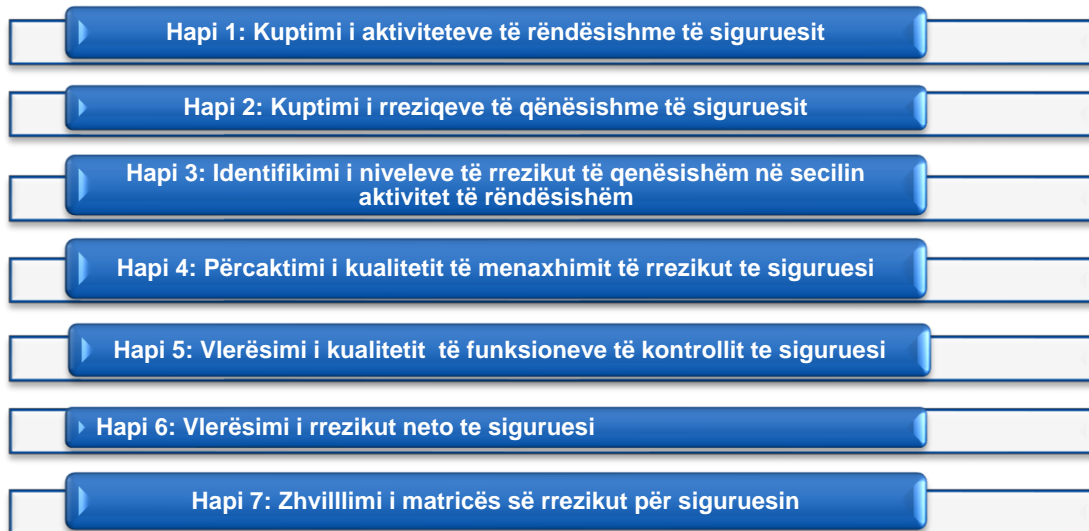 Hapi 1: Kuptimi i aktiviteteve të rëndësishme të siguruesit
Hapi 2: Kuptimi i rreziqeve të qënësishme të siguruesit
Hapi 3: Identifikimi i niveleve të rrezikut të qenësishëm në secilin
aktivitet të rëndësishëm
Hapi 4: Përcaktimi i kualitetit të menaxhimit të rrezikut te siguruesi
Hapi 5: Vlerësimi i kualitetit të funksioneve të kontrollit te siguruesi
Hapi 6: Vlerësimi i rrezikut neto te siguruesi
Hapi 7: Zhvilllimi i matricës së rrezikut për siguruesin